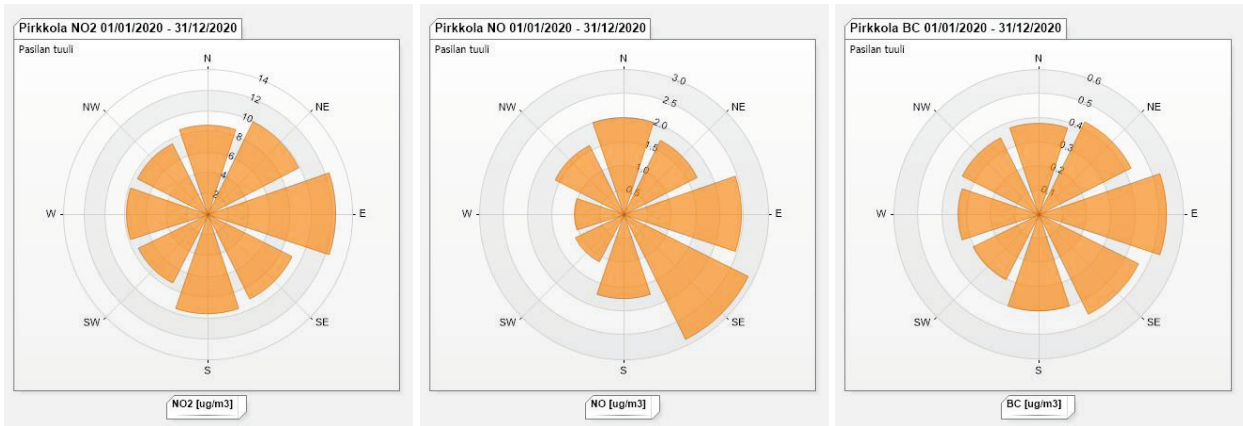 Pirkkola NO2 01/01/2020 - 31/12/2020
Pasilan tuuli
N
NE
E
SE
S
SW
W
NW
14
12
10
8
6
4
2
NO2 [ug/m3]
Pirkkola NO 01/01/2020 - 31/12/2020
Pasilan tuuli
N
NE
E
SE
S
SW
W
NW
3.0
2.5
2.0
1.5
1.0
0.5
NO [ug/m3]
Pirkkola BC 01/01/2020 - 31/12/2020
Pasilan tuuli
N
NE
E
SE
S
SW
W
NW
0.6
0.5
0.4
0.3
0.2
0.1
BC [ug/m3]